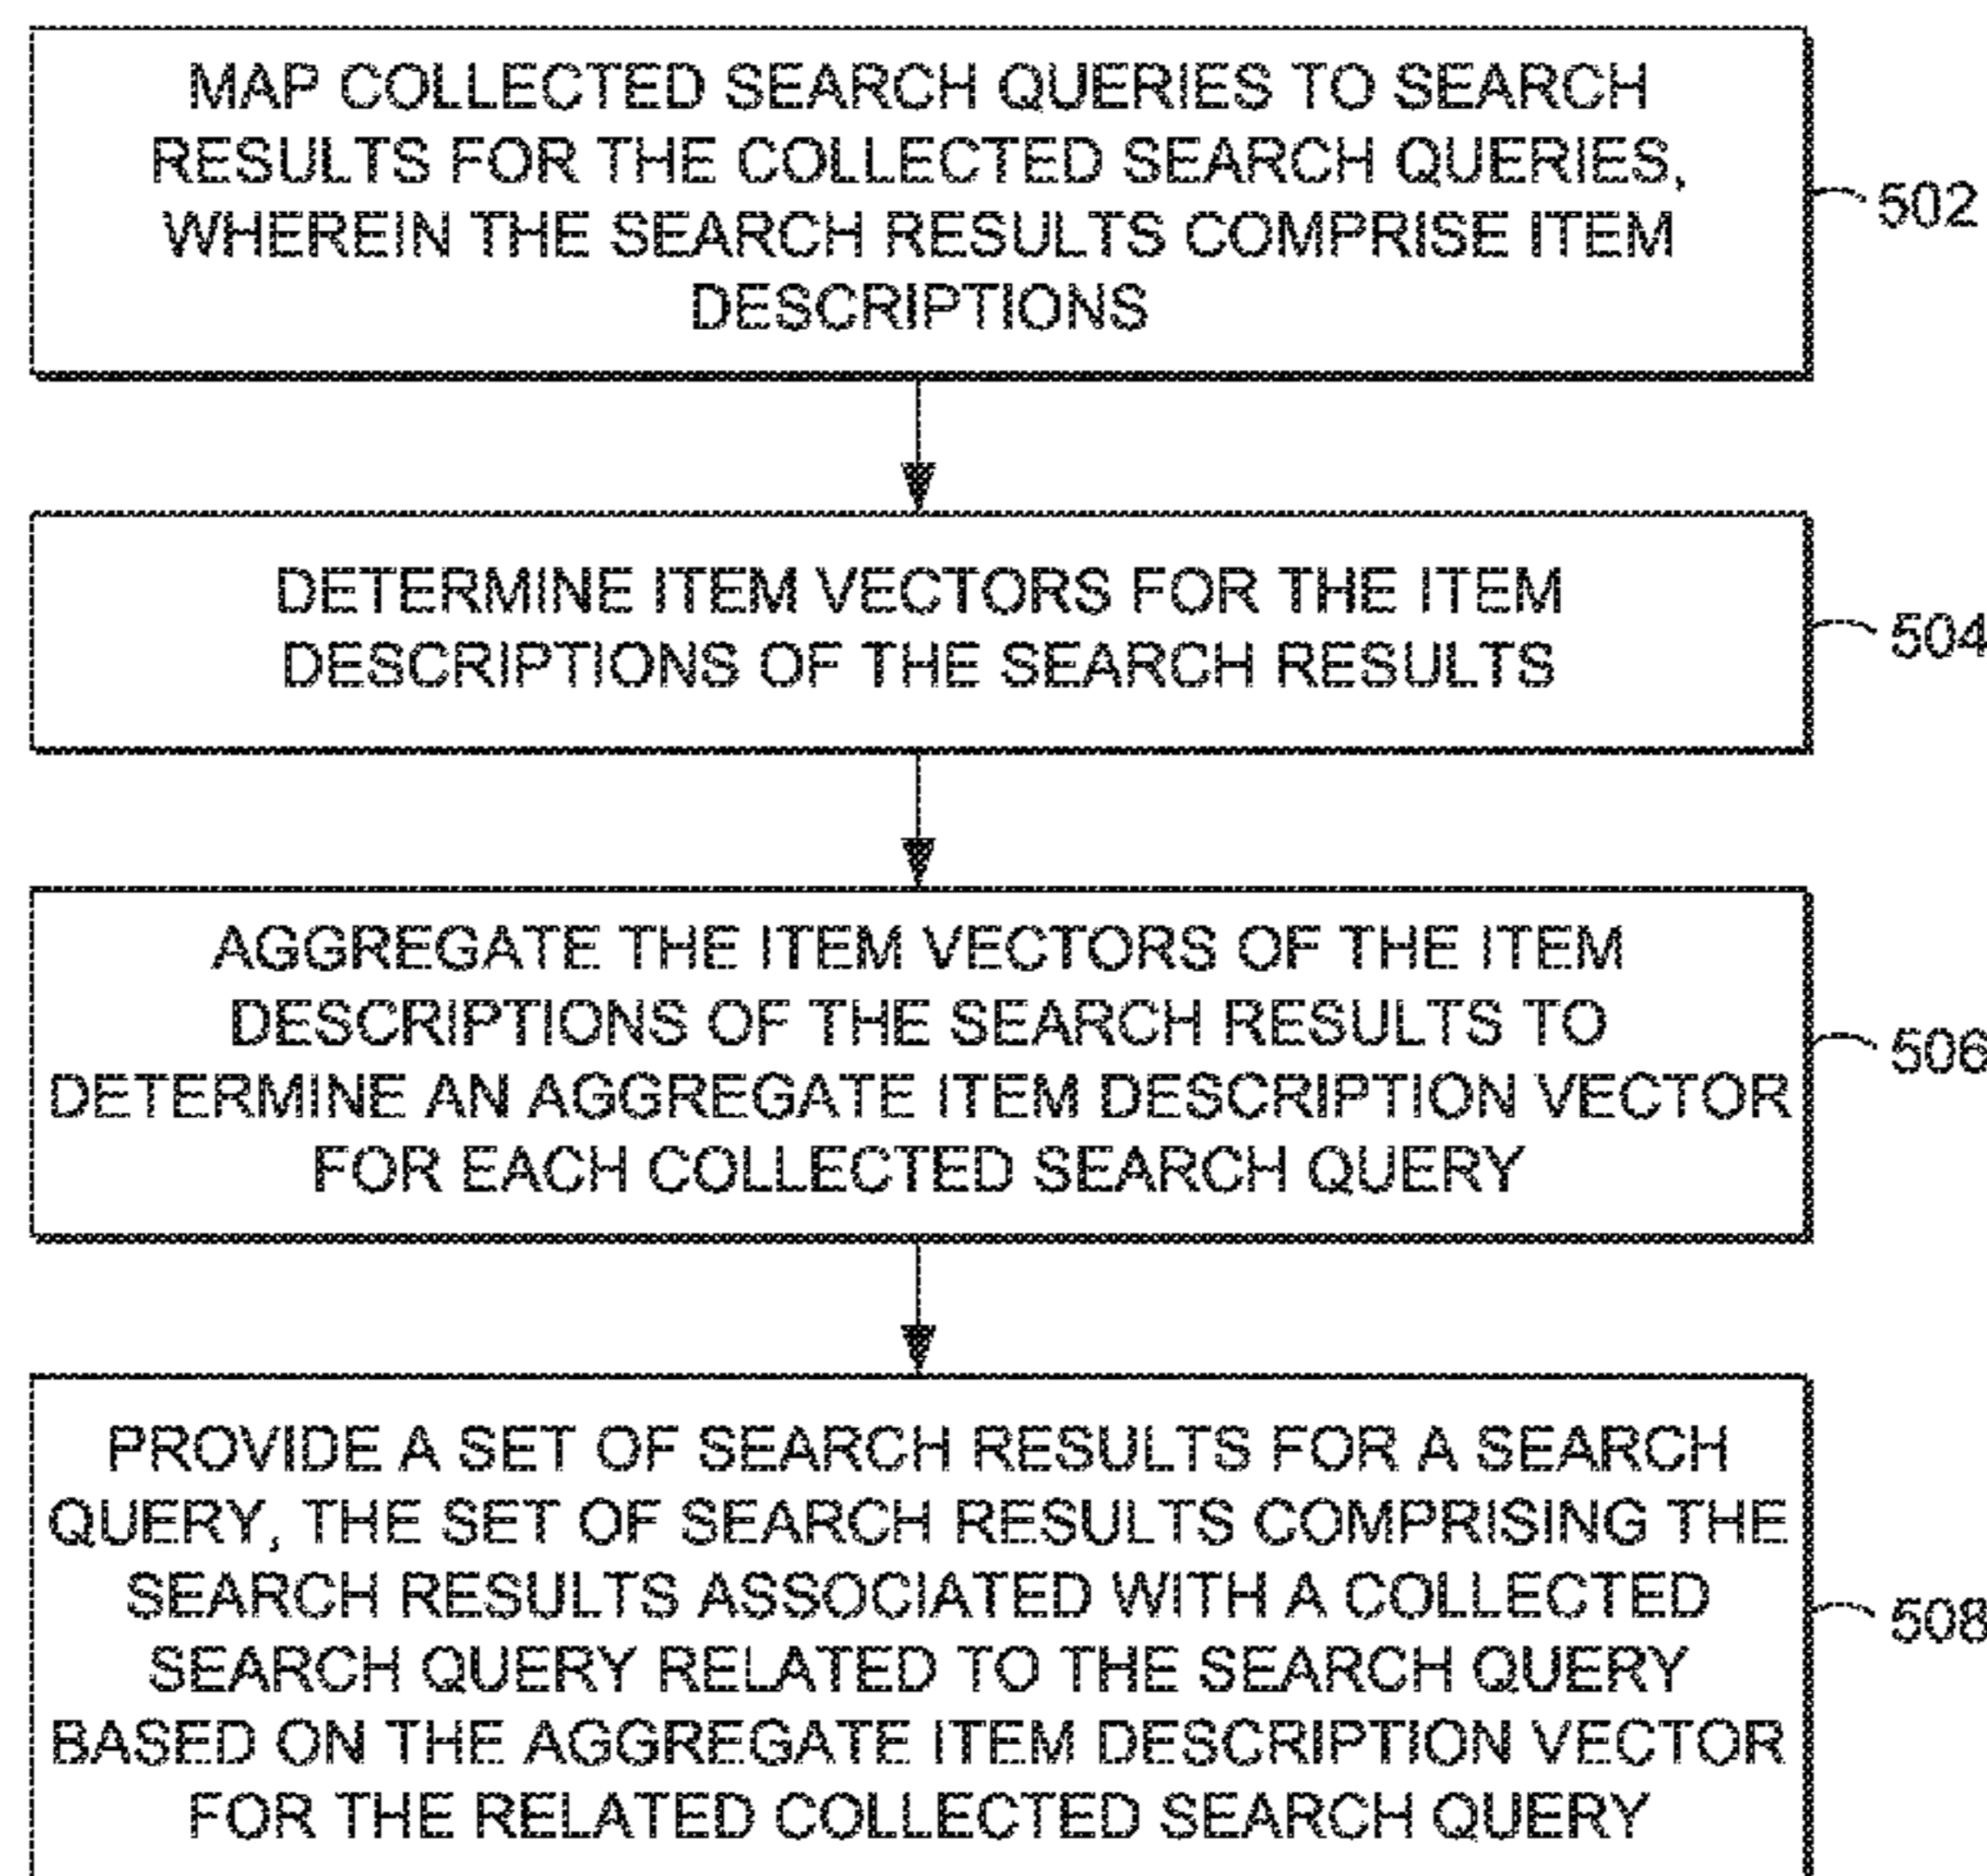 MAP COLLECTED SEARCH QUERIES TO SEARCH
RESULTS FOR THE COLLECTED SEARCH QUERIES,
WHEREIN THE SEARCH RESULTS COMPRISE ITEM
DESCRIPTIONS
502
DETERMINE ITEM VECTORS FOR THE ITEM
DESCRIPTIONS OF THE SEARCH RESULTS
504
AGGREGATE THE ITEM VECTORS OF THE ITEM
DESCRIPTIONS OF THE SEARCH RESULTS TO
DETERMINE AN AGGREGATE ITEM DESCRIPTION VECTOR
FOR EACH COLLECTED SEARCH QUERY
506
PROVIDE A SET OF SEARCH RESULTS FOR A SEARCH
QUERY, THE SET OF SEARCH RESULTS COMPRISING THE
SEARCH RESULTS ASSOCIATED WITH A COLLECTED
SEARCH QUERY RELATED TO THE SEARCH QUERY
BASED ON THE AGGREGATE ITEM DESCRIPTION VECTOR
FOR THE RELATED COLLECTED SEARCH QUERY
508